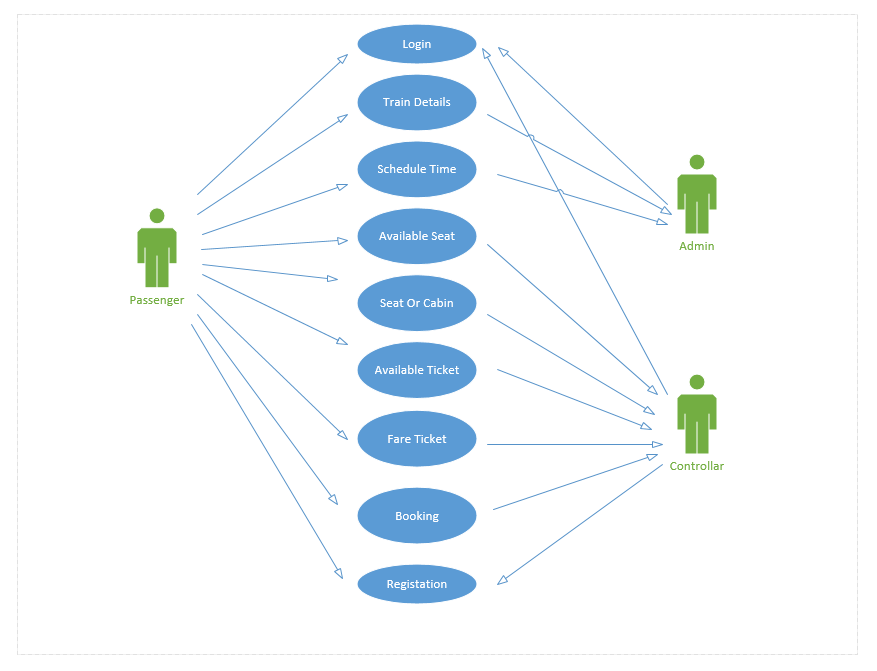 Login
Train Details
Schedule Time
Available Seat
Seat Or Cabin
Available Ticket
Fare Ticket
Booking
Registation
Passenger
Admin
Controllar